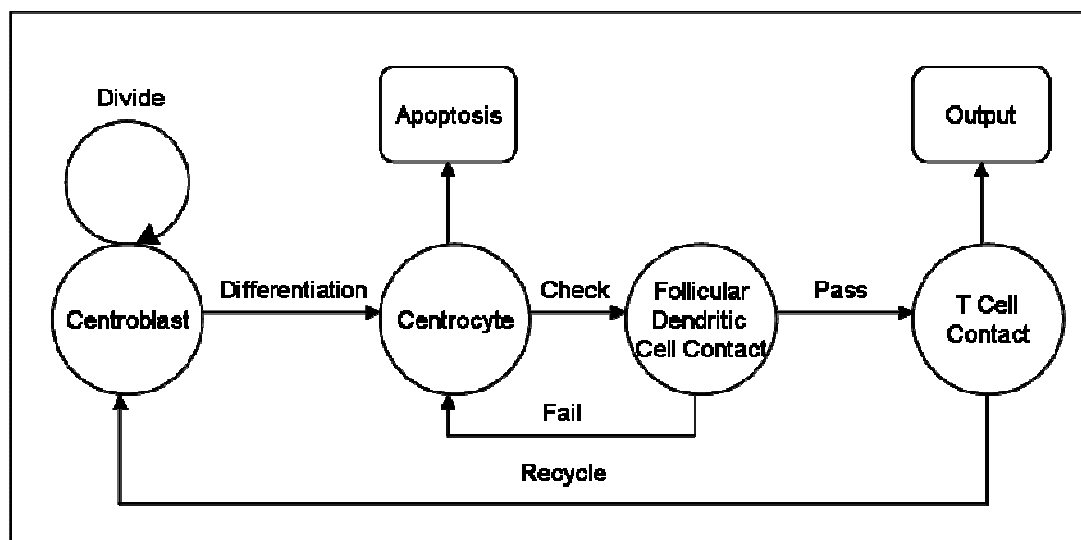 Divide
Apoptosis
Output
Differentiation
Check
Pass
Centroblast
Centrocyte
Follicular
Dendritic
Cell Contact
T Cell
Contact
Fail
Recycle